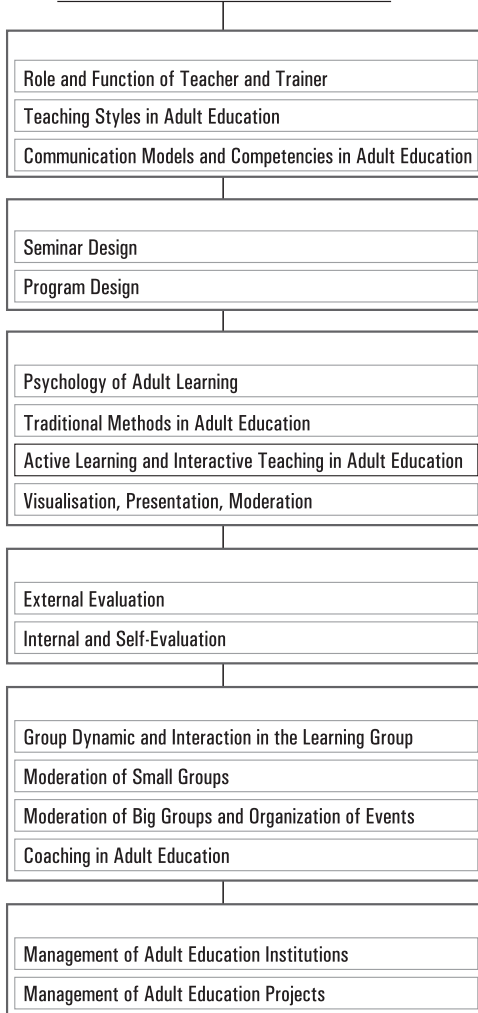 Role and Function of Teacher and Trainer
Teaching Styles in Adult Education
Communication Models and Competencies in Adult Education
Seminar Design
Program Design
Psychology of Adult Learning
Traditional Methods in Adult Education
Active Learning and Interactive Teaching in Adult Education
Visualisation, Presentation, Moderation
External Evaluation
Internal and Self-Evaluation
Group Dynamic and Interaction in the Learning Group
Moderation of Small Groups
Moderation of Big Groups and Organization of Events
Coaching in Adult Education
Management of Adult Education Institutions
Management of Adult Education Projects